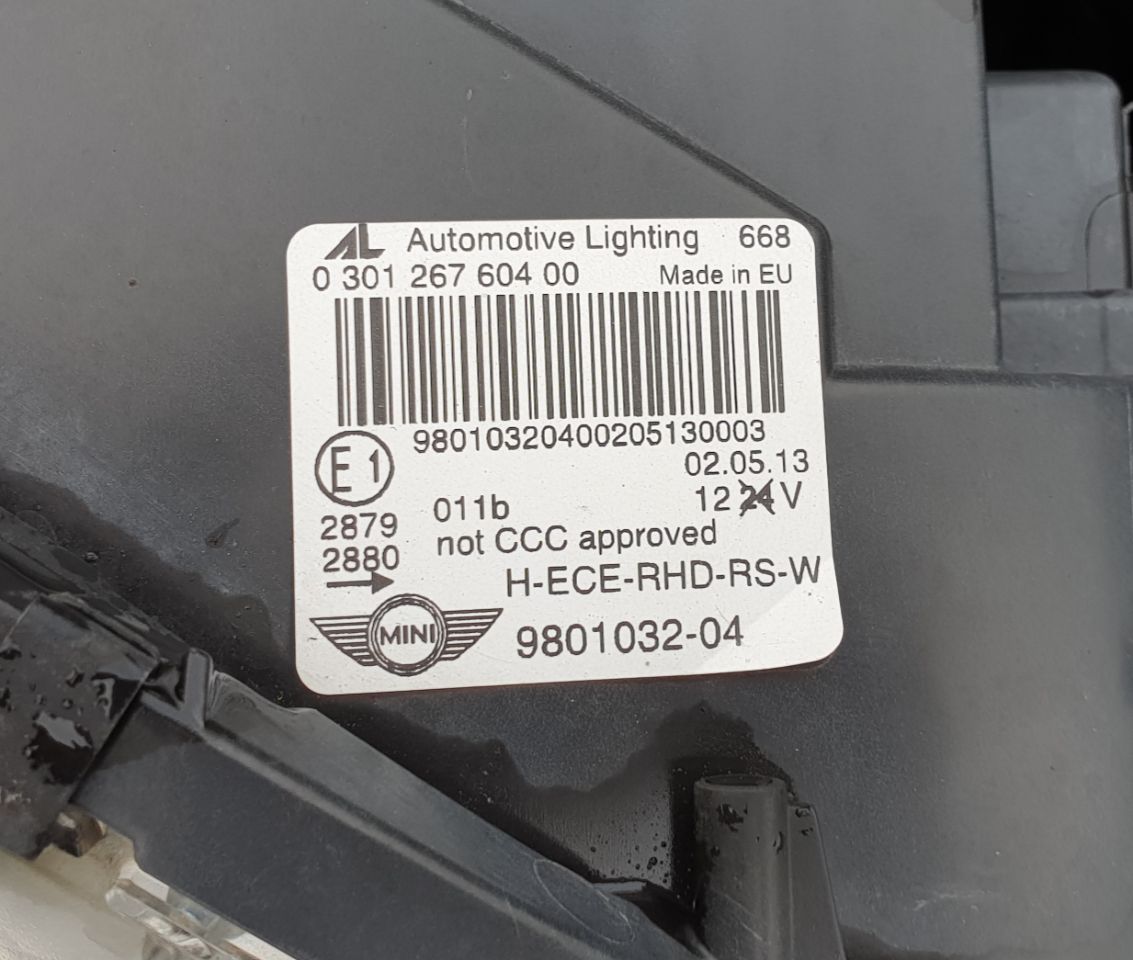 AL Automotive Lighting 668
0 301 267 604 00 Made in EU
98010320400205130003
E1 02.05.13
011b 12 24 V
2879
not CCC approved
2880
H-ECE-RHD-RS-W
MINI 9801032-04